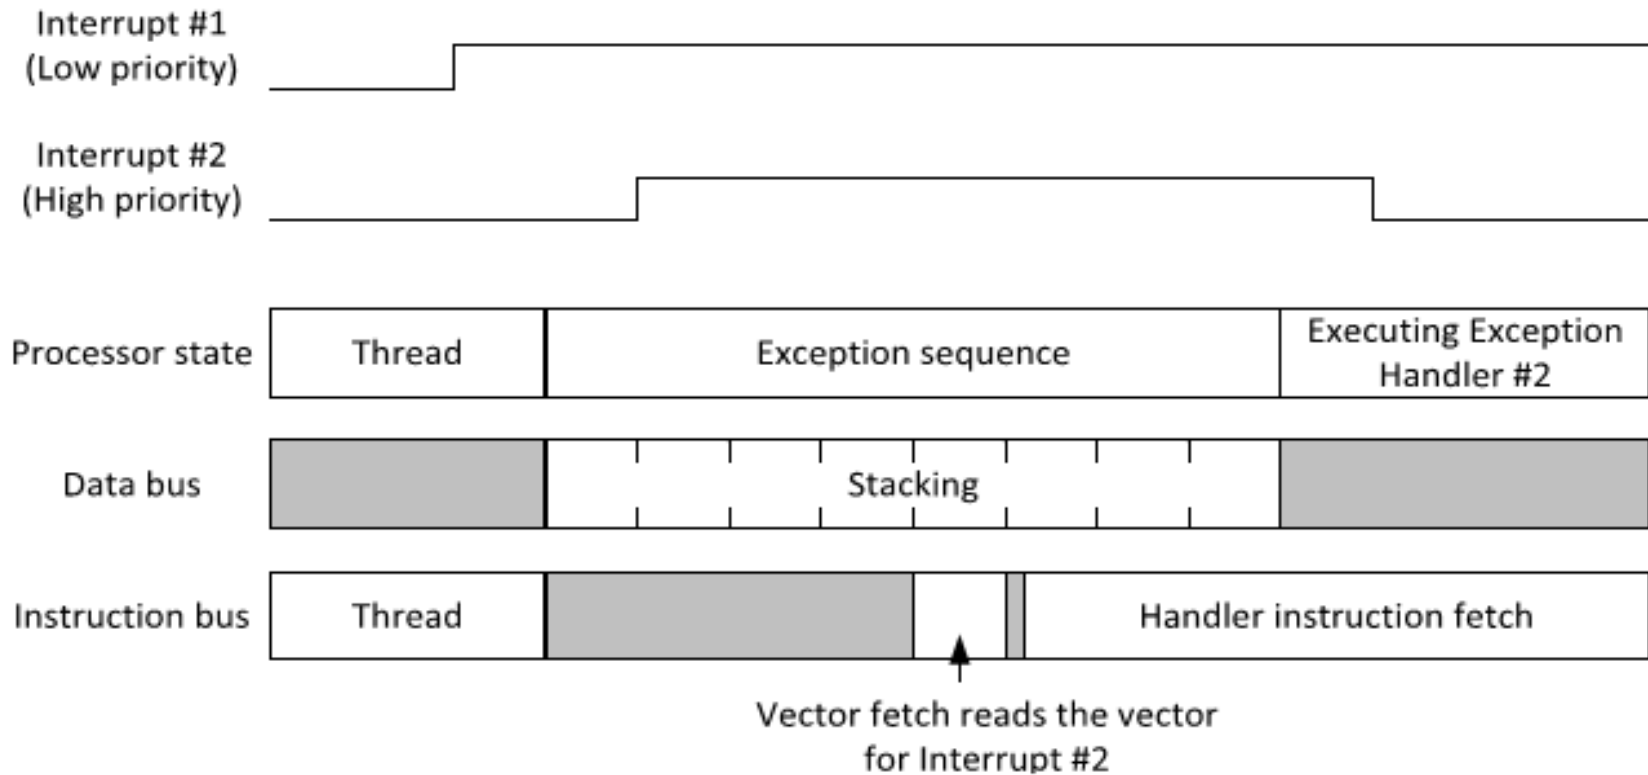 Interrupt #1
(Low priority)
Interrupt #2
(High priority)
Processor state
Thread
Exception sequence
Executing Exception
Handler #2
Data bus
Stacking
Instruction bus
Thread
Handler instruction fetch
Vector fetch reads the vector
for Interrupt #2